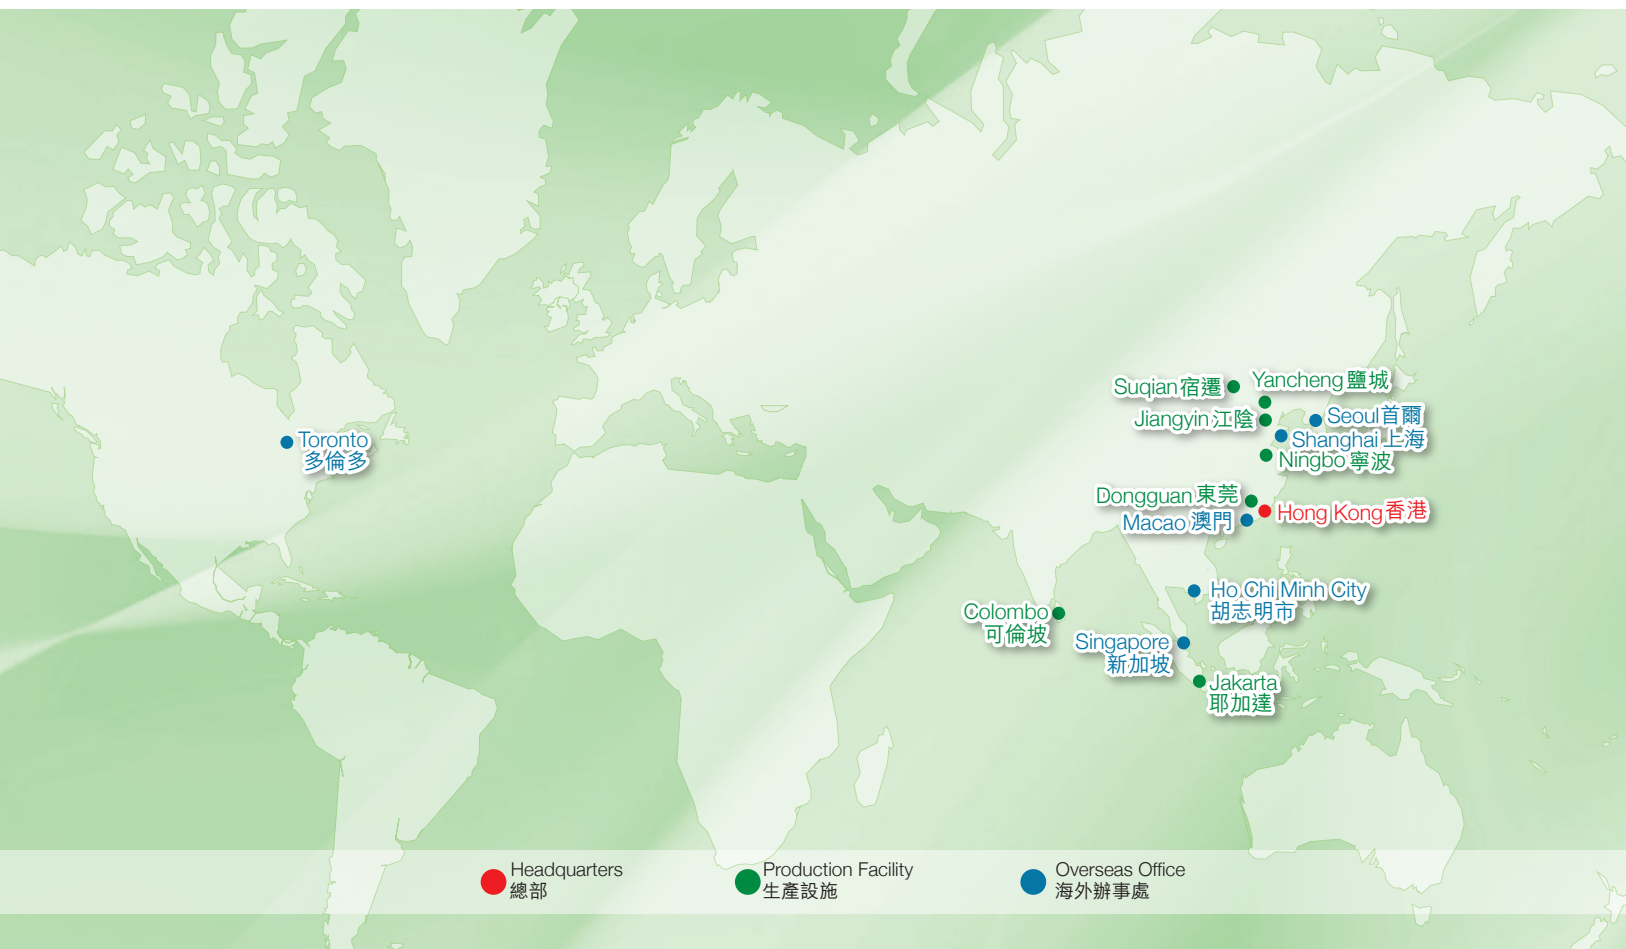 Suqian 宿遷
Yancheng 鹽城
Jiangyin 江陰
Seoul 首爾
Shanghai 上海
Ningbo 寧波
Toronto
多倫多
Dongguan 東莞
Hong Kong 香港
Macao 澳門
Ho Chi Minh City
胡志明市
Colombo
可倫坡
Singapore
新加坡
Jakarta
耶加達
Headquarters
總部
Production Facility
生產設施
Overseas Office
海外辦事處